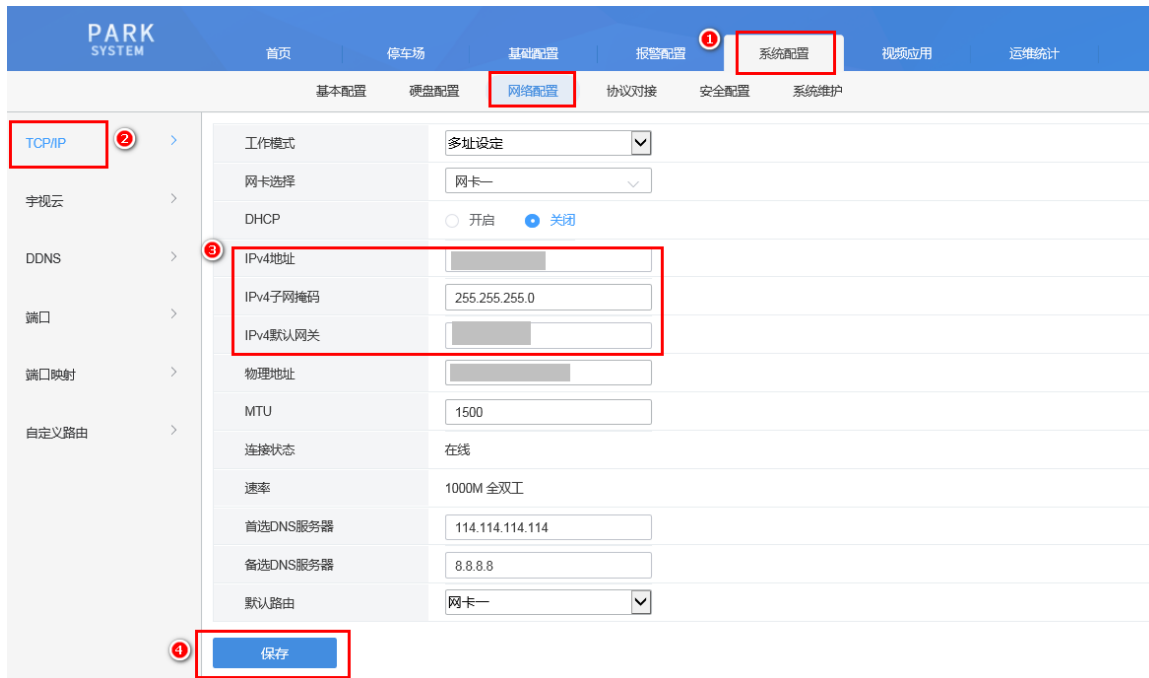 PARK
SYSTEM
首页 停车场 基础配置 报警配置 1 系统配置 视频应用 运维统计
基本配置 硬盘配置 网络配置 协议对接 安全配置 系统维护
TCP/IP 2
宇视云
DDNS
端口
端口映射
自定义路由
工作模式 多址设定
网卡选择 网卡一
DHCP 开启 关闭
3
IPv4地址
IPv4子网掩码 255.255.255.0
IPv4默认网关
物理地址
MTU 1500
连接状态 在线
速率 1000M 全双工
首选DNS服务器 114.114.114.114
备选DNS服务器 8.8.8.8
默认路由 网卡一
4 保存